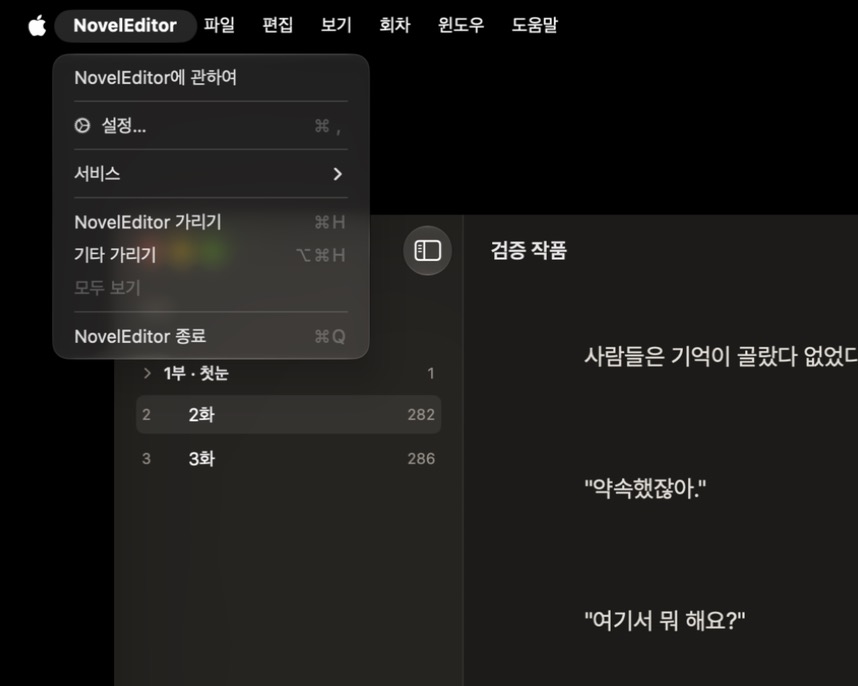 NovelEditor 파일 편집 보기 회차 윈도우 도움말
NovelEditor에 관하여
설정... ⌘ ,
서비스
NovelEditor 가리기 ⌘H
기타 가리기 ⌥⌘H
모두 보기
NovelEditor 종료 ⌘Q
1부 · 첫눈 1
2 2화 282
3 3화 286
검증 작품
사람들은 기억이 골랐다 없었다
"약속했잖아."
"여기서 뭐 해요?"